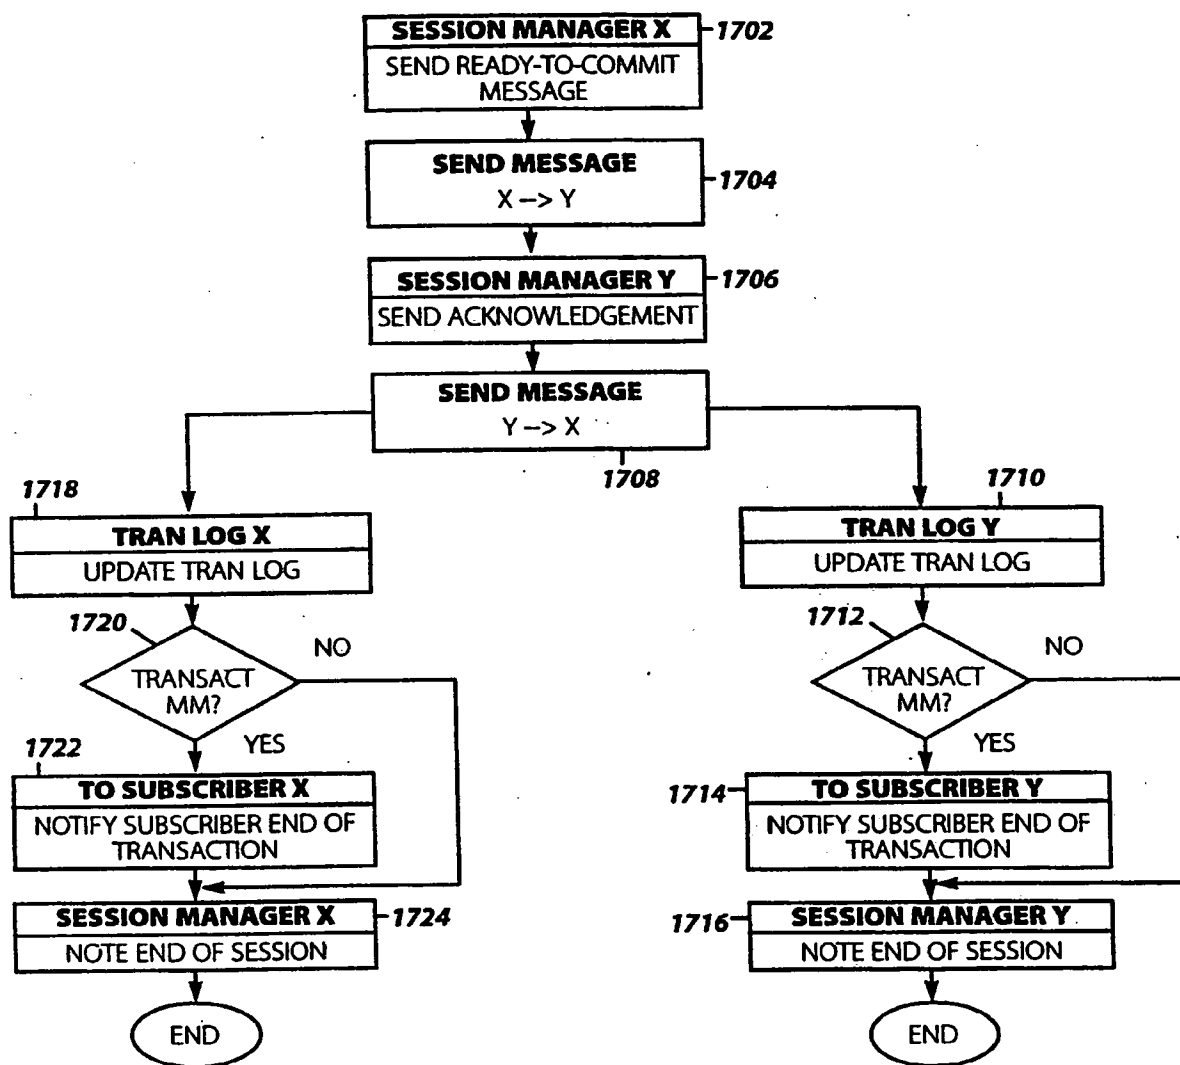 SESSION MANAGER X
1702
SEND READY-TO-COMMIT
MESSAGE
SEND MESSAGE
1704
X --> Y
SESSION MANAGER Y
1706
SEND ACKNOWLEDGEMENT
SEND MESSAGE
Y --> X
1708
1718
TRAN LOG X
UPDATE TRAN LOG
1720
NO
TRANSACT
MM?
YES
1722
TO SUBSCRIBER X
NOTIFY SUBSCRIBER END OF
TRANSACTION
SESSION MANAGER X
1724
NOTE END OF SESSION
END
1710
TRAN LOG Y
UPDATE TRAN LOG
1712
NO
TRANSACT
MM?
YES
1714
TO SUBSCRIBER Y
NOTIFY SUBSCRIBER END OF
TRANSACTION
1716
SESSION MANAGER Y
NOTE END OF SESSION
END